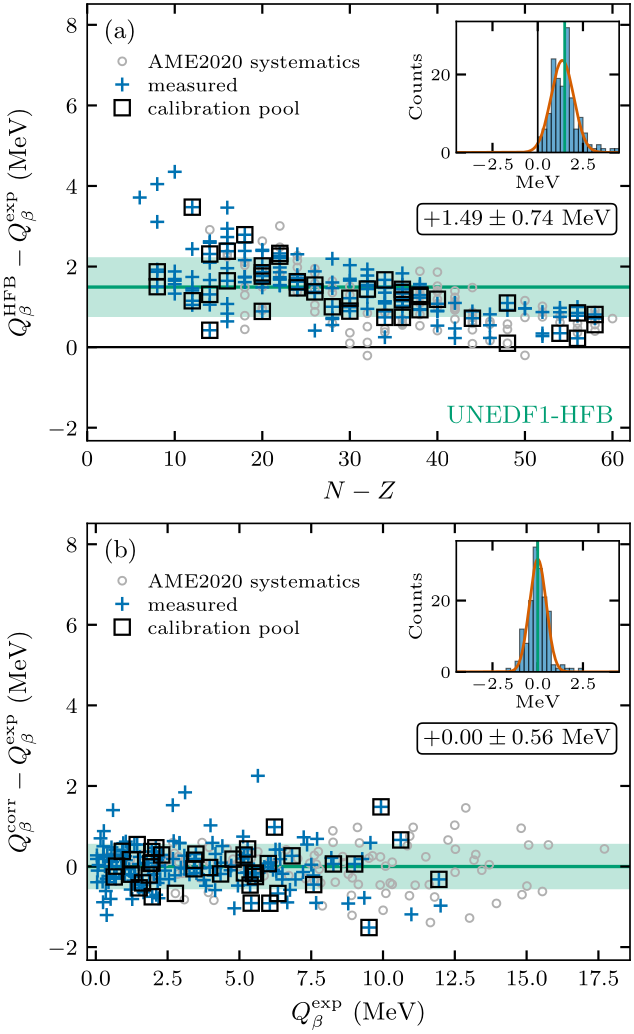 (a)
AME2020 systematics
measured
calibration pool
Counts
20
0
−2.5 0.0 2.5
MeV
+1.49 ± 0.74 MeV
UNEDF1-HFB
8
6
4
2
0
−2
Q_β^HFB − Q_β^exp (MeV)
0 10 20 30 40 50 60
N − Z
(b)
AME2020 systematics
measured
calibration pool
Counts
20
0
−2.5 0.0 2.5
MeV
+0.00 ± 0.56 MeV
8
6
4
2
0
−2
Q_β^corr − Q_β^exp (MeV)
0.0 2.5 5.0 7.5 10.0 12.5 15.0 17.5
Q_β^exp (MeV)